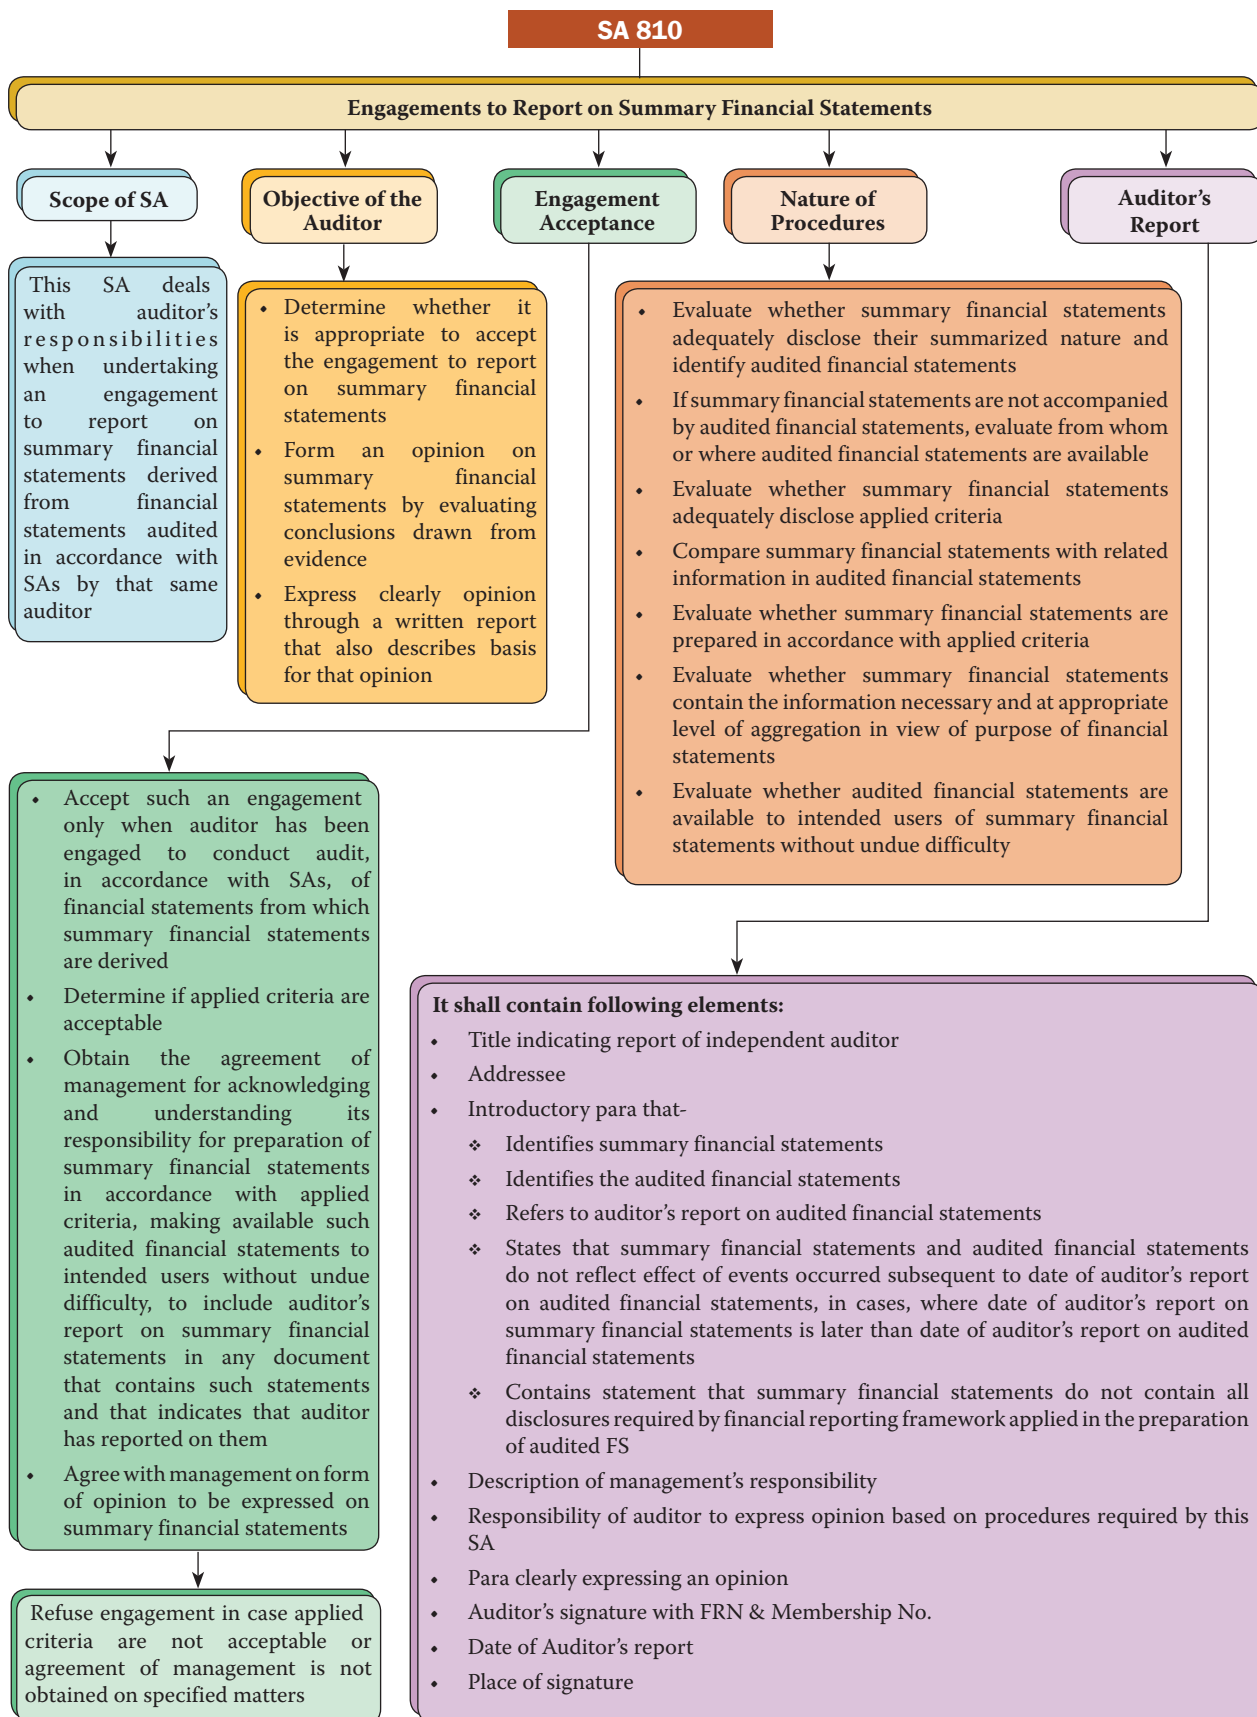 SA 810
Engagements to Report on Summary Financial Statements
Scope of SA
Objective of the
Auditor
Engagement
Acceptance
Nature of
Procedures
Auditor’s
Report
This SA deals
with auditor’s
responsibilities
when undertaking
an engagement
to report on
summary financial
statements derived
from financial
statements audited
in accordance with
SAs by that same
auditor
• Determine whether it
is appropriate to accept
the engagement to report
on summary financial
statements
• Form an opinion on
summary financial
statements by evaluating
conclusions drawn from
evidence
• Express clearly opinion
through a written report
that also describes basis
for that opinion
• Evaluate whether summary financial statements
adequately disclose their summarized nature and
identify audited financial statements
• If summary financial statements are not accompanied
by audited financial statements, evaluate from whom
or where audited financial statements are available
• Evaluate whether summary financial statements
adequately disclose applied criteria
• Compare summary financial statements with related
information in audited financial statements
• Evaluate whether summary financial statements are
prepared in accordance with applied criteria
• Evaluate whether summary financial statements
contain the information necessary and at appropriate
level of aggregation in view of purpose of financial
statements
• Evaluate whether audited financial statements are
available to intended users of summary financial
statements without undue difficulty
• Accept such an engagement
only when auditor has been
engaged to conduct audit,
in accordance with SAs, of
financial statements from which
summary financial statements
are derived
• Determine if applied criteria are
acceptable
• Obtain the agreement of
management for acknowledging
and understanding its
responsibility for preparation of
summary financial statements
in accordance with applied
criteria, making available such
audited financial statements to
intended users without undue
difficulty, to include auditor’s
report on summary financial
statements in any document
that contains such statements
and that indicates that auditor
has reported on them
• Agree with management on form
of opinion to be expressed on
summary financial statements
Refuse engagement in case applied
criteria are not acceptable or
agreement of management is not
obtained on specified matters
It shall contain following elements:
• Title indicating report of independent auditor
• Addressee
• Introductory para that-
❖ Identifies summary financial statements
❖ Identifies the audited financial statements
❖ Refers to auditor’s report on audited financial statements
❖ States that summary financial statements and audited financial statements
do not reflect effect of events occurred subsequent to date of auditor’s report
on audited financial statements, in cases, where date of auditor’s report on
summary financial statements is later than date of auditor’s report on audited
financial statements
❖ Contains statement that summary financial statements do not contain all
disclosures required by financial reporting framework applied in the preparation
of audited FS
• Description of management’s responsibility
• Responsibility of auditor to express opinion based on procedures required by this
SA
• Para clearly expressing an opinion
• Auditor’s signature with FRN & Membership No.
• Date of Auditor’s report
• Place of signature